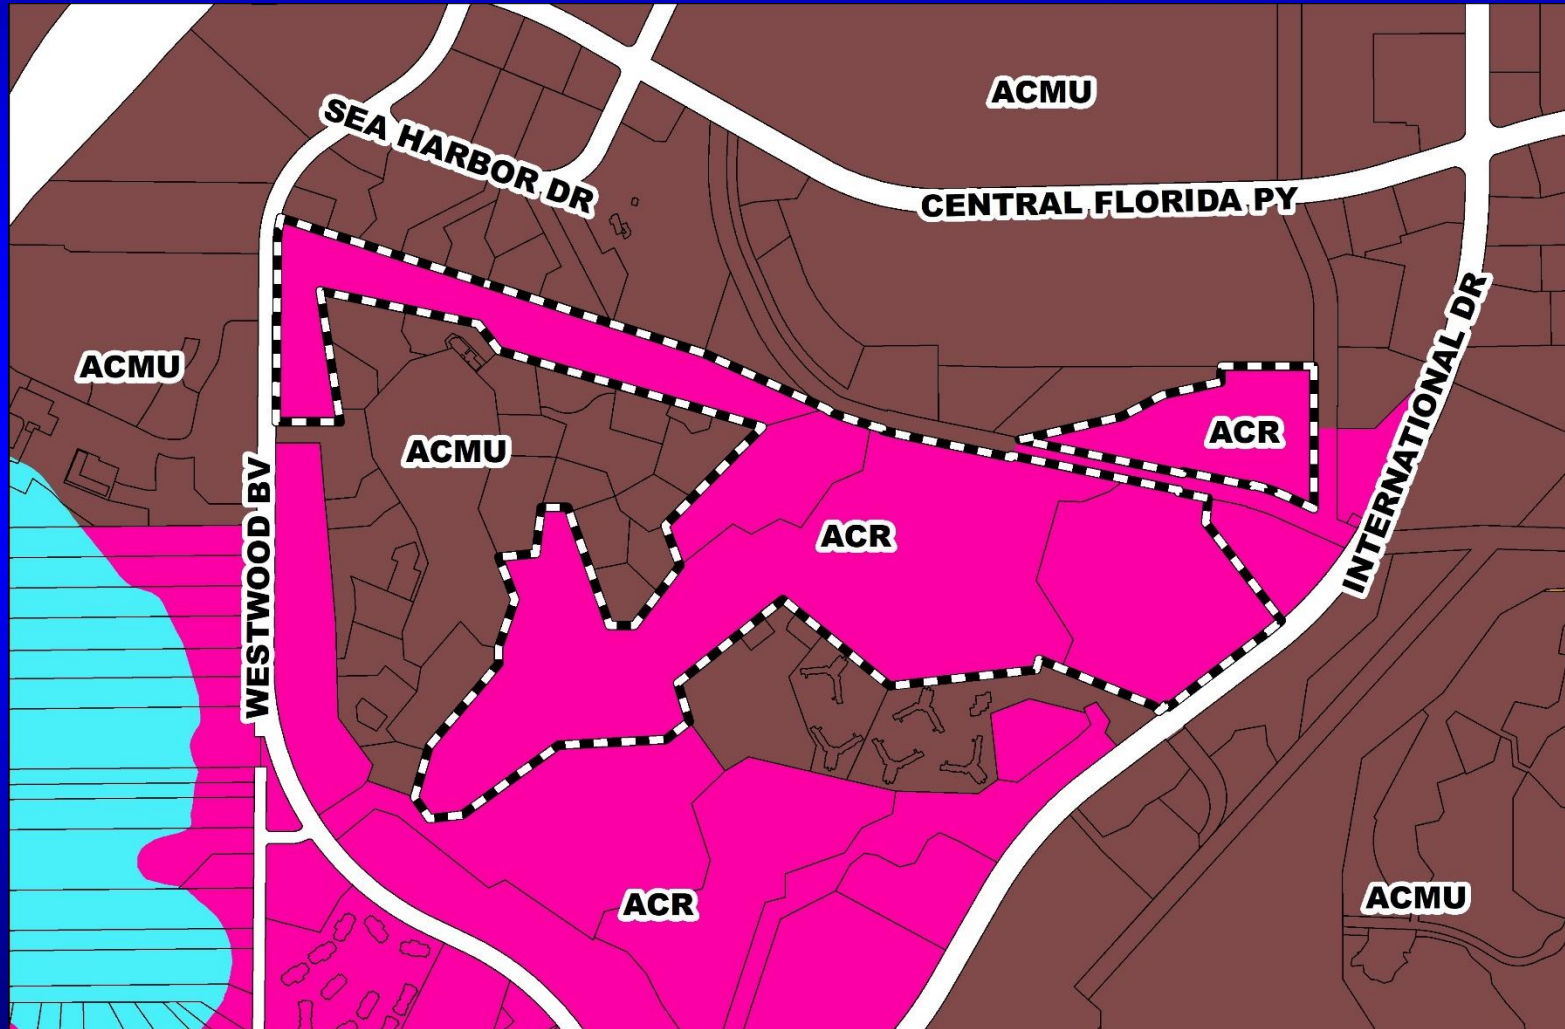 ACMU
SEA HARBOR DR
CENTRAL FLORIDA PY
INTERNATIONAL DR
ACMU
ACR
ACMU
ACR
WESTWOOD BV
ACR
ACMU